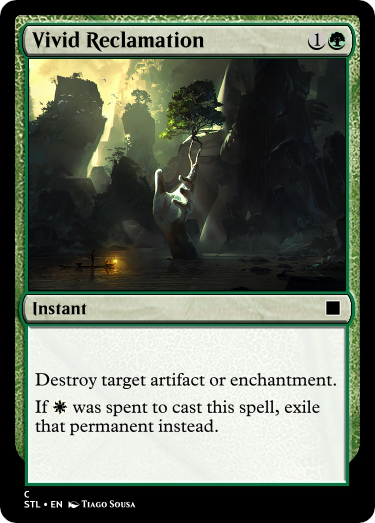 Vivid Reclamation 1
Instant
Destroy target artifact or enchantment.
If was spent to cast this spell, exile
that permanent instead.
C
STL • EN Tiago Sousa